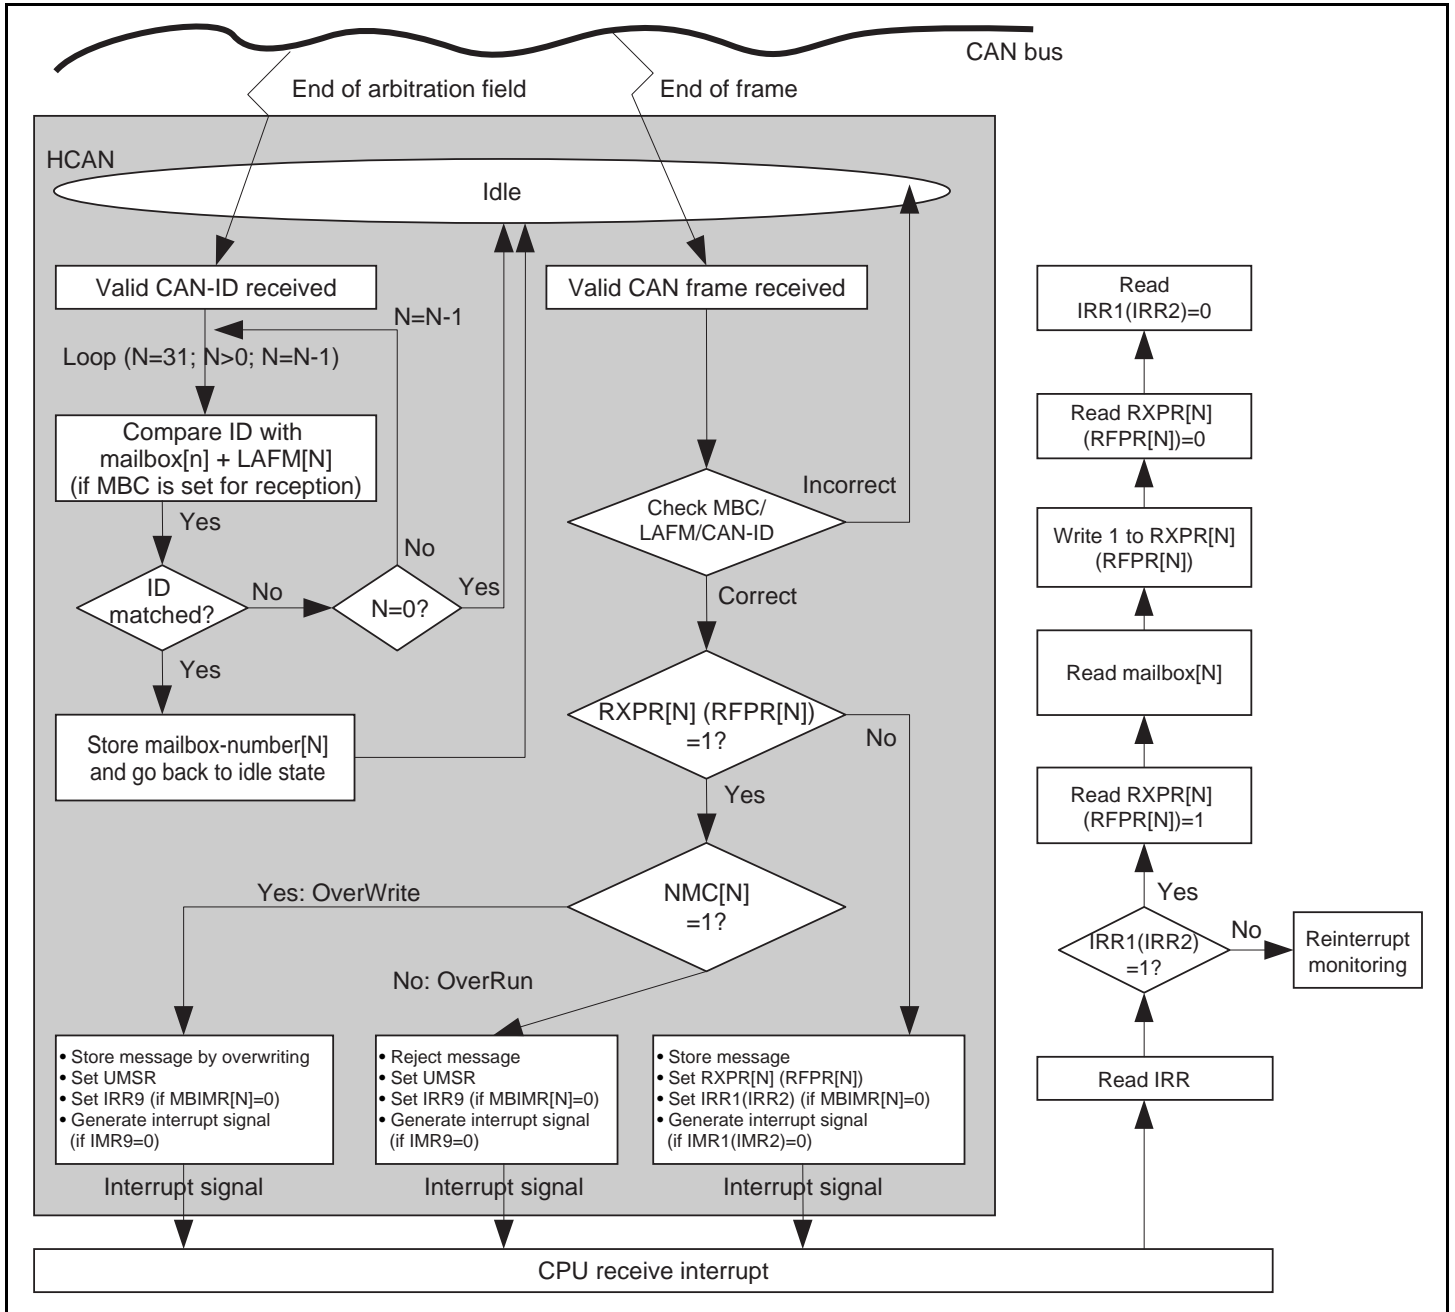 CAN bus
End of arbitration field
End of frame
HCAN
Idle
Valid CAN-ID received
Valid CAN frame received
N=N-1
Loop (N=31; N>0; N=N-1)
Compare ID with
mailbox[n] + LAFM[N]
(if MBC is set for reception)
Yes
ID
matched?
No
N=0?
No
Yes
Yes
Store mailbox-number[N]
and go back to idle state
Check MBC/
LAFM/CAN-ID
Incorrect
Correct
RXPR[N] (RFPR[N])
=1?
No
Yes
NMC[N]
=1?
Yes: OverWrite
No: OverRun
• Store message by overwriting
• Set UMSR
• Set IRR9 (if MBIMR[N]=0)
• Generate interrupt signal
(if IMR9=0)
• Reject message
• Set UMSR
• Set IRR9 (if MBIMR[N]=0)
• Generate interrupt signal
(if IMR9=0)
• Store message
• Set RXPR[N] (RFPR[N])
• Set IRR1(IRR2) (if MBIMR[N]=0)
• Generate interrupt signal
(if IMR1(IMR2)=0)
Interrupt signal
Interrupt signal
Interrupt signal
CPU receive interrupt
Read
IRR1(IRR2)=0
Read RXPR[N]
(RFPR[N])=0
Write 1 to RXPR[N]
(RFPR[N])
Read mailbox[N]
Read RXPR[N]
(RFPR[N])=1
Yes
IRR1(IRR2)
=1?
No
Reinterrupt
monitoring
Read IRR